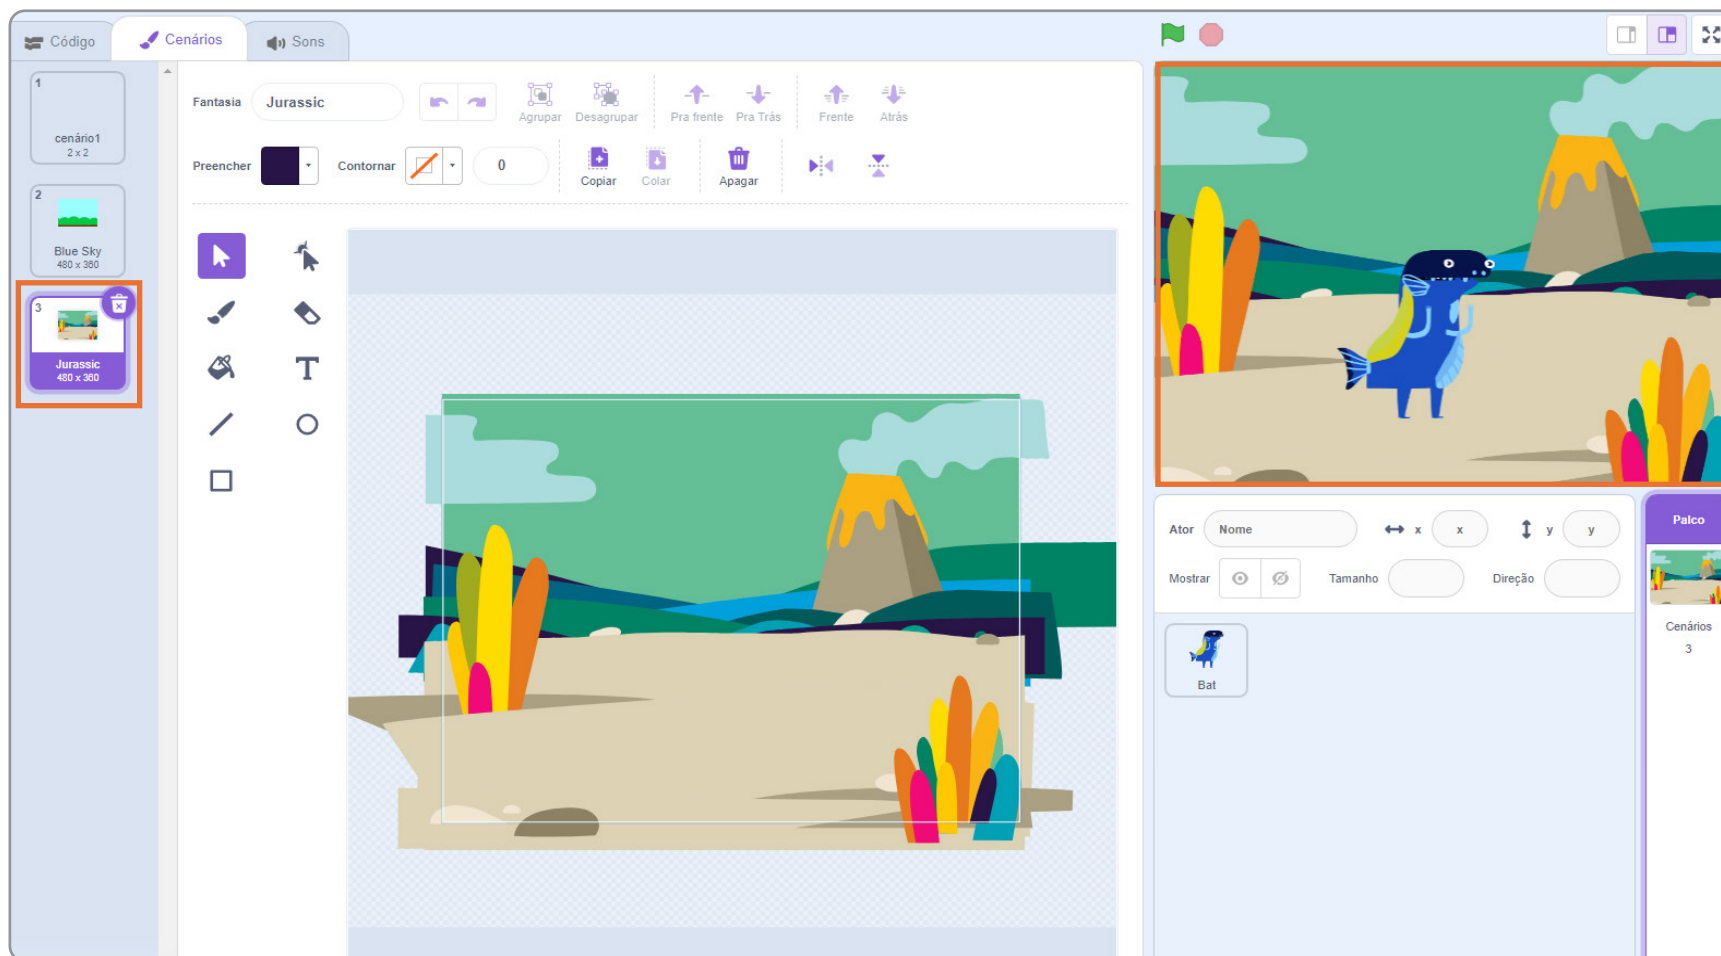 Código
Cenários
Sons
1
cenário1
2 x 2
2
Blue Sky
480 x 360
3
Jurassic
480 x 360
Fantasia
Jurassic
Agrupar
Desagrupar
Pra frente
Pra Trás
Frente
Atrás
Preencher
Contornar
0
Copiar
Colar
Apagar
T
Ator
Nome
x
x
y
y
Mostrar
Tamanho
Direção
Bat
Palco
Cenários
3